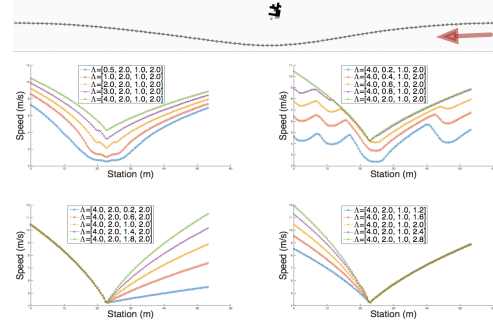 Λ=[0.5, 2.0, 1.0, 2.0]
Λ=[1.0, 2.0, 1.0, 2.0]
Λ=[2.0, 2.0, 1.0, 2.0]
Λ=[3.0, 2.0, 1.0, 2.0]
Λ=[4.0, 2.0, 1.0, 2.0]
Speed (m/s)
Station (m)
Λ=[4.0, 0.2, 1.0, 2.0]
Λ=[4.0, 0.4, 1.0, 2.0]
Λ=[4.0, 0.6, 1.0, 2.0]
Λ=[4.0, 0.8, 1.0, 2.0]
Λ=[4.0, 2.0, 1.0, 2.0]
Speed (m/s)
Station (m)
Λ=[4.0, 2.0, 0.2, 2.0]
Λ=[4.0, 2.0, 0.6, 2.0]
Λ=[4.0, 2.0, 1.0, 2.0]
Λ=[4.0, 2.0, 1.4, 2.0]
Λ=[4.0, 2.0, 1.8, 2.0]
Speed (m/s)
Station (m)
Λ=[4.0, 2.0, 1.0, 1.2]
Λ=[4.0, 2.0, 1.0, 1.6]
Λ=[4.0, 2.0, 1.0, 2.0]
Λ=[4.0, 2.0, 1.0, 2.4]
Λ=[4.0, 2.0, 1.0, 2.8]
Speed (m/s)
Station (m)